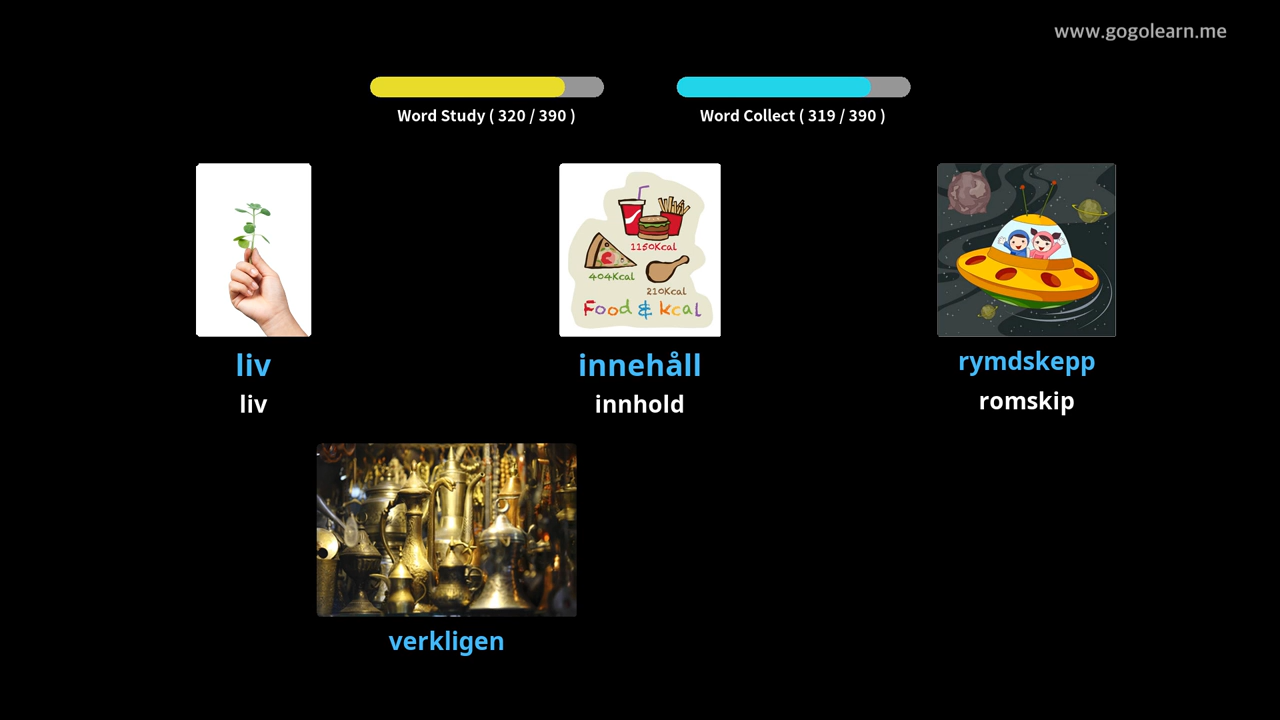 www.gogolearn.me
Word Study ( 320 / 390 )
Word Collect ( 319 / 390 )
1150Kcal
404Kcal
210Kcal
Food & kcal
liv
innehåll
rymdskepp
liv
innhold
romskip
verkligen